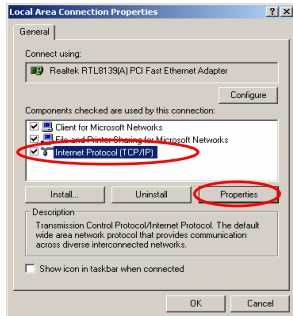 Local Area Connection Properties
General
Connect using:
Realtek RTL8139(A) PCI Fast Ethernet Adapter
Configure
Components checked are used by this connection:
Client for Microsoft Networks
File and Printer Sharing for Microsoft Networks
Internet Protocol (TCP/IP)
Install...
Uninstall
Properties
Description
Transmission Control Protocol/Internet Protocol. The default
wide area network protocol that provides communication
across diverse interconnected networks.
Show icon in taskbar when connected
OK
Cancel